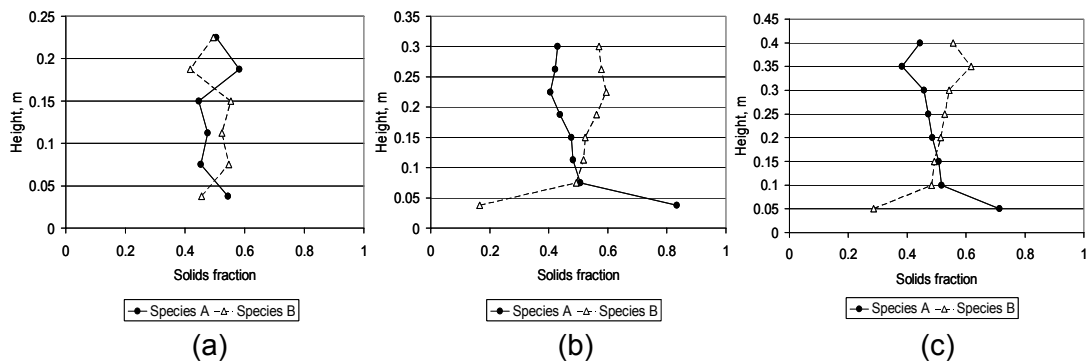 0.25
0.2
0.15
0.1
0.05
0
Height, m
0 0.2 0.4 0.6 0.8 1
Solids fraction
Species A Species B
(a)
0.35
0.3
0.25
0.2
0.15
0.1
0.05
0
Height, m
0 0.2 0.4 0.6 0.8 1
Solids fraction
Species A Species B
(b)
0.45
0.4
0.35
0.3
0.25
0.2
0.15
0.1
0.05
0
Height, m
0 0.2 0.4 0.6 0.8 1
Solids fraction
Species A Species B
(c)